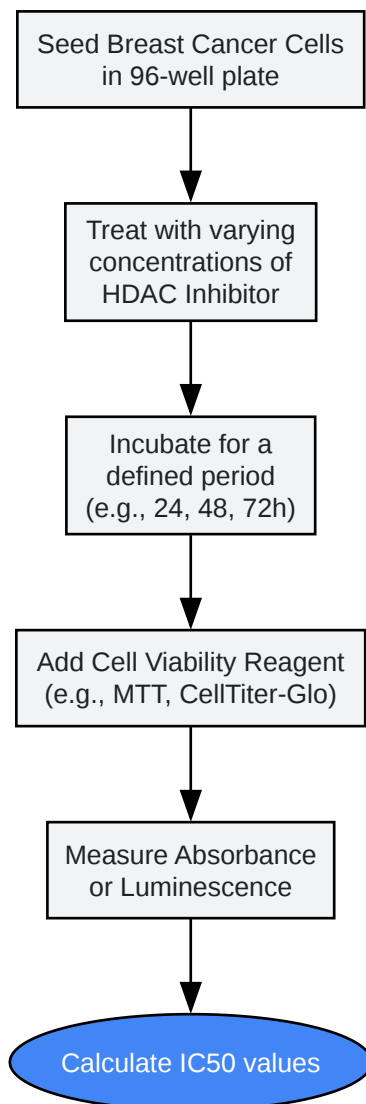 Seed Breast Cancer Cells
in 96-well plate
Treat with varying
concentrations of
HDAC Inhibitor
Incubate for a
defined period
(e.g., 24, 48, 72h)
Add Cell Viability Reagent
(e.g., MTT, CellTiter-Glo)
Measure Absorbance
or Luminescence
Calculate IC50 values